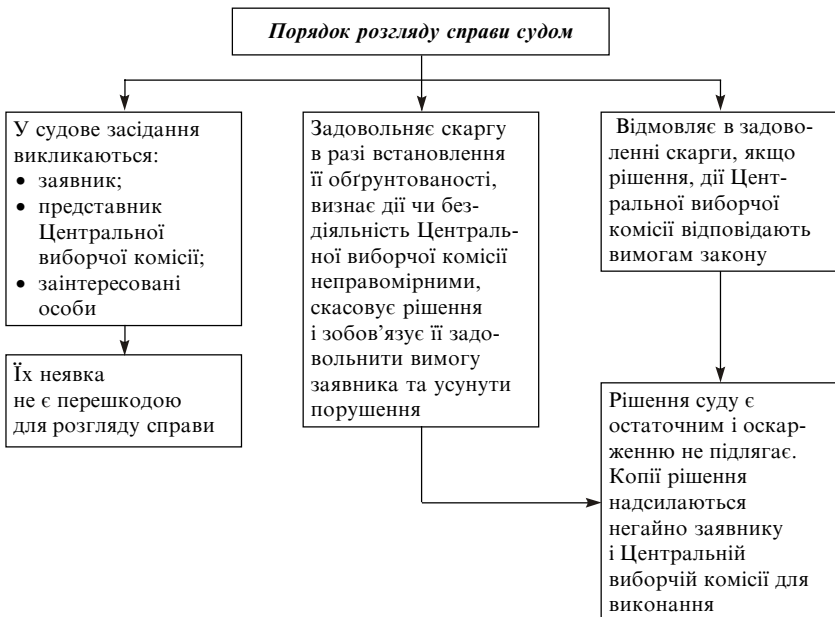 Порядок розгляду справи судом
У судове засідання
викликаються:
• заявник;
• представник
Центральної
виборчої комісії;
• заінтересовані
особи
Їх неявка
не є перешкодою
для розгляду справи
Задовольняє скаргу
в разі встановлення
її обґрунтованості,
визнає дії чи без-
діяльність Централь-
ної виборчої комісії
неправомірними,
скасовує рішення
і зобов’язує її задо-
вольнити вимогу
заявника та усунути
порушення
Відмовляє в задово-
ленні скарги, якщо
рішення, дії Цент-
ральної виборчої
комісії відповідають
вимогам закону
Рішення суду є
остаточним і оскар-
женню не підлягає.
Копії рішення
надсилаються
негайно заявнику
і Центральній
виборчій комісії для
виконання